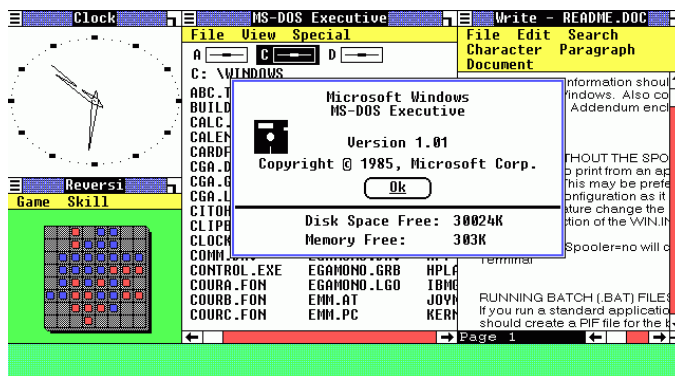 Clock
MS-DOS Executive
File View Special
A C D
C: \WINDOWS
ABC.T
BUILD
CALC.
CALEN
CARDF
CGA.D
CGA.G
CGA.L
CITOH
CLIPB
CLOCK
CONTROL.EXE EGAMONO.GRB HPLA
COURA.FON EGAMONO.LGO IBMG
COURB.FON EMM.AT JOYM
COURC.FON EMM.PC KERN
Microsoft Windows
MS-DOS Executive
Version 1.01
Copyright © 1985, Microsoft Corp.
Ok
Disk Space Free: 30024K
Memory Free: 303K
Write - README.DOC
File Edit Search
Character Paragraph
Document
nformation shoul
Windows. Also co
Addendum encl
THOUT THE SPO
o print from an ap
This may be prefe
onfiguration as it
ature change the
ction of the WIN.IN
Spooler=no will c
Terminal
RUNNING BATCH (.BAT) FILES
If you run a standard applicatio
should create a PIF file for the b
Page 1
Reversi
Game Skill